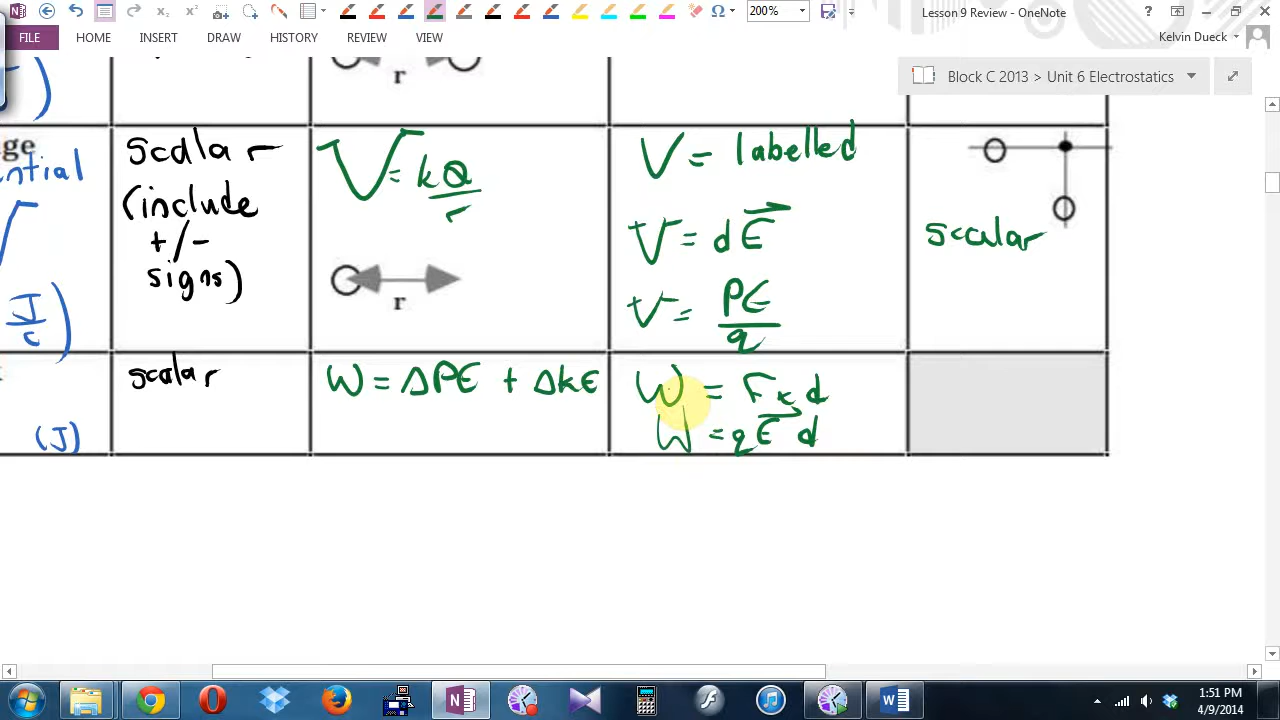 200%
Lesson 9 Review - OneNote
FILE HOME INSERT DRAW HISTORY REVIEW VIEW
Kelvin Dueck
Block C 2013 > Unit 6 Electrostatics
r
ge
ntial
J/c)
scalar
(include
+/-
signs)
V = kQ/r
r
V = labelled
V = dE
V = PE/q
scalar
(J)
scalar
W = ΔPE + ΔKE
W = F d
W = qE d
1:51 PM
4/9/2014